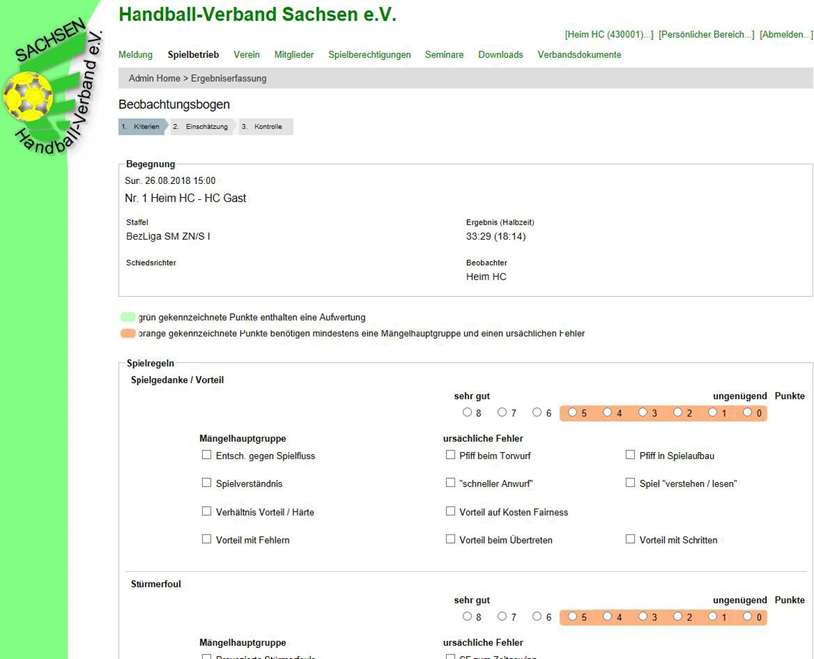 SACHSEN
Handball-Verband e.V.
Handball-Verband Sachsen e.V.
[Heim HC (430001)...] [Persönlicher Bereich...] [Abmelden...]
Meldung Spielbetrieb Verein Mitglieder Spielberechtigungen Seminare Downloads Verbandsdokumente
Admin Home > Ergebniserfassung
Beobachtungsbogen
1. Kriterien 2. Einschätzung 3. Kontrolle
Begegnung
Sun, 26.08.2018 15:00
Nr. 1 Heim HC - HC Gast
Staffel Ergebnis (Halbzeit)
BezLiga SM ZN/S I 33:29 (18:14)
Schiedsrichter Beobachter
Heim HC
grün gekennzeichnete Punkte enthalten eine Aufwertung
orange gekennzeichnete Punkte benötigen mindestens eine Mängelhauptgruppe und einen ursächlichen Fehler
Spielregeln
Spielgedanke / Vorteil
sehr gut ungenügend Punkte
8 7 6 5 4 3 2 1 0
Mängelhauptgruppe ursächliche Fehler
Entsch. gegen Spielfluss Pfiff beim Torwurf Pfiff in Spielaufbau
Spielverständnis "schneller Anwurf" Spiel "verstehen / lesen"
Verhältnis Vorteil / Härte Vorteil auf Kosten Fairness
Vorteil mit Fehlern Vorteil beim Übertreten Vorteil mit Schritten
Stürmerfoul
sehr gut ungenügend Punkte
8 7 6 5 4 3 2 1 0
Mängelhauptgruppe ursächliche Fehler